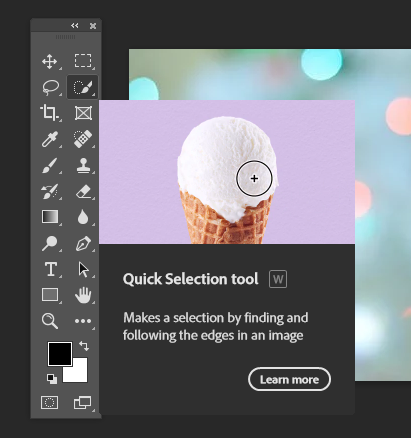 Quick Selection tool W
Makes a selection by finding and
following the edges in an image
Learn more